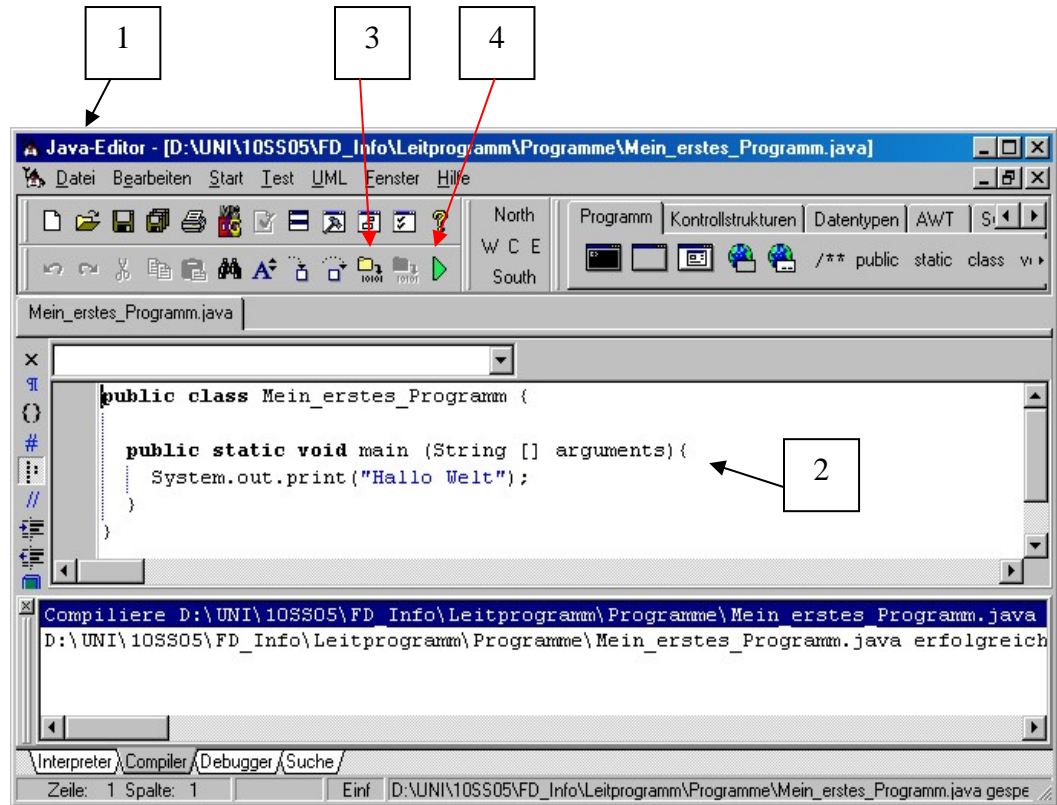 1
3
4
Java-Editor - [D:\UNI\10SS05\FD_Info\Leitprogramm\Programme\Mein_erstes_Programm.java]
Datei Bearbeiten Start Test UML Fenster Hilfe
North
W C E
South
Programm Kontrollstrukturen Datentypen AWT
/** public static class
Mein_erstes_Programm.java
public class Mein_erstes_Programm {
public static void main (String [] arguments){
System.out.print("Hallo Welt");
}
}
2
Compiliere D:\UNI\10SS05\FD_Info\Leitprogramm\Programme\Mein_erstes_Programm.java
D:\UNI\10SS05\FD_Info\Leitprogramm\Programme\Mein_erstes_Programm.java erfolgreich
Interpreter Compiler Debugger Suche
Zeile: 1 Spalte: 1 Einf D:\UNI\10SS05\FD_Info\Leitprogramm\Programme\Mein_erstes_Programm.java gespe